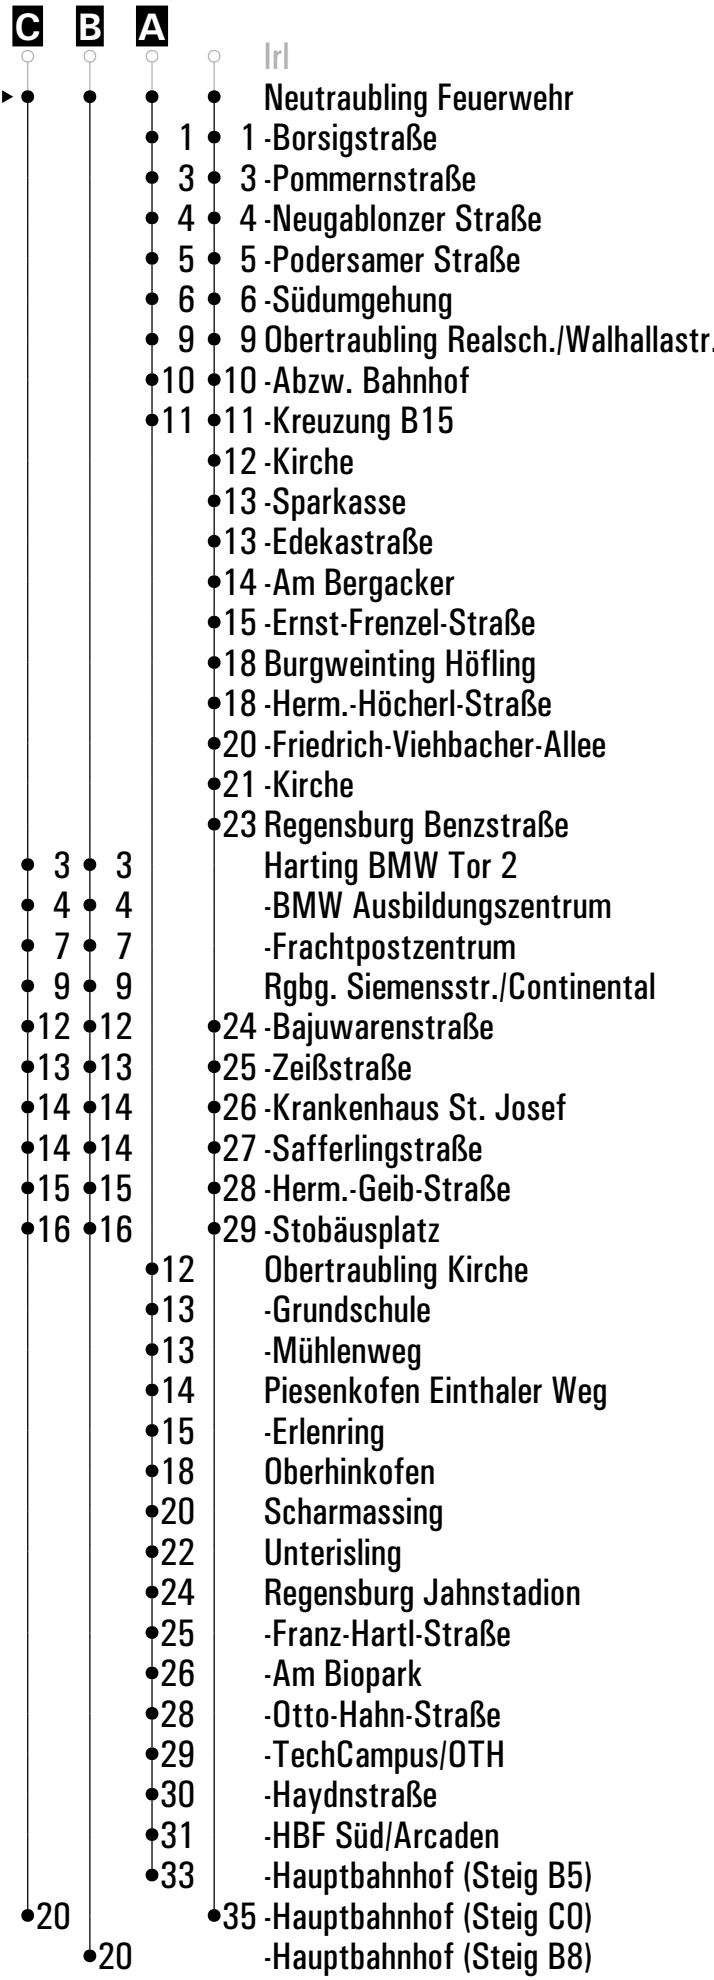 C B A
Irl
Neutraubling Feuerwehr
1 1 -Borsigstraße
3 3 -Pommernstraße
4 4 -Neugablonzer Straße
5 5 -Podersamer Straße
6 6 -Südumgehung
9 9 Obertraubling Realsch./Walhallastr.
10 10 -Abzw. Bahnhof
11 11 -Kreuzung B15
12 -Kirche
13 -Sparkasse
13 -Edekastraße
14 -Am Bergacker
15 -Ernst-Frenzel-Straße
18 Burgweinting Höfling
18 -Herm.-Höcherl-Straße
20 -Friedrich-Viehbacher-Allee
21 -Kirche
23 Regensburg Benzstraße
3 3 Harting BMW Tor 2
4 4 -BMW Ausbildungszentrum
7 7 -Frachtpostzentrum
9 9 Rgbg. Siemensstr./Continental
12 12 24 -Bajuwarenstraße
13 13 25 -Zeißstraße
14 14 26 -Krankenhaus St. Josef
14 14 27 -Safferlingstraße
15 15 28 -Herm.-Geib-Straße
16 16 29 -Stobäusplatz
12 Obertraubling Kirche
13 -Grundschule
13 -Mühlenweg
14 Piesenkofen Einthaler Weg
15 -Erlenring
18 Oberhinkofen
20 Scharmassing
22 Unterisling
24 Regensburg Jahnstadion
25 -Franz-Hartl-Straße
26 -Am Biopark
28 -Otto-Hahn-Straße
29 -TechCampus/OTH
30 -Haydnstraße
31 -HBF Süd/Arcaden
33 -Hauptbahnhof (Steig B5)
20 35 -Hauptbahnhof (Steig C0)
20 -Hauptbahnhof (Steig B8)